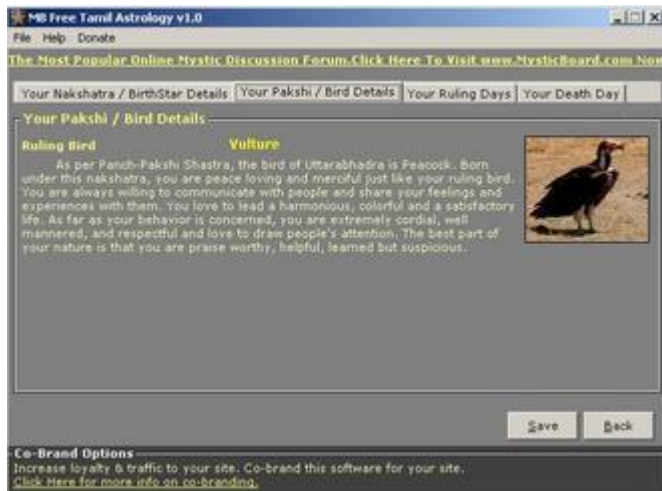 MB Free Tamil Astrology v1.0
File Help Donate
The Most Popular Online Mystic Discussion Forum.Click Here To Visit www.MysticBoard.com Now
Your Nakshatra / BirthStar Details Your Pakshi / Bird Details Your Ruling Days Your Death Day
Your Pakshi / Bird Details
Ruling Bird Vulture
As per Panch-Pakshi Shastra, the bird of Uttarabhadra is Peacock. Born
under this nakshatra, you are peace loving and merciful just like your ruling bird.
You are always willing to communicate with people and share your feelings and
experiences with them. You love to lead a harmonious, colorful and a satisfactory
life. As far as your behavior is concerned, you are extremely cordial, well
mannered, and respectful and love to draw people's attention. The best part of
your nature is that you are praise worthy, helpful, learned but suspicious.
Save Back
Co-Brand Options
Increase loyalty & traffic to your site. Co-brand this software for your site.
Click Here for more info on co-branding.